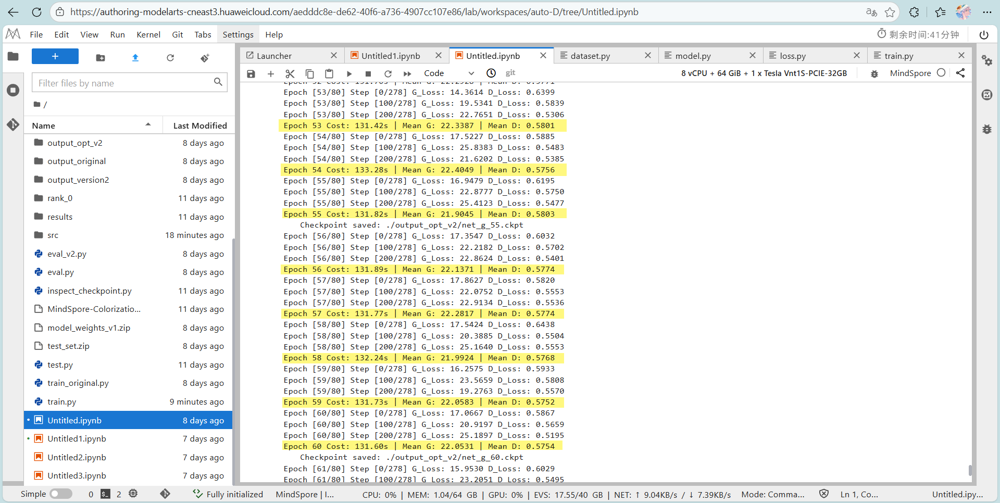 https://authoring-modelarts-cneast3.huaweicloud.com/aedddc8e-de62-40f6-a736-4907cc107e86/lab/workspaces/auto-D/tree/Untitled.ipynb
File Edit View Run Kernel Git Tabs Settings Help
剩余时间:41分钟
Launcher
Untitled1.ipynb
Untitled.ipynb
dataset.py
model.py
loss.py
train.py
Code
git
8 vCPU + 64 GiB + 1 x Tesla Vnt1S-PCIE-32GB
MindSpore
Filter files by name
/
Name Last Modified
output_opt_v2 8 days ago
output_original 8 days ago
output_version2 8 days ago
rank_0 11 days ago
results 11 days ago
src 18 minutes ago
eval_v2.py 8 days ago
eval.py 8 days ago
inspect_checkpoint.py 11 days ago
MindSpore-Colorizatio... 11 days ago
model_weights_v1.zip 8 days ago
test_set.zip 8 days ago
test.py 11 days ago
train_original.py 8 days ago
train.py 9 minutes ago
Untitled.ipynb 8 days ago
Untitled1.ipynb 7 days ago
Untitled2.ipynb 7 days ago
Untitled3.ipynb 7 days ago
Epoch [53/80] Step [0/278] G_Loss: 14.3614 D_Loss: 0.6399
Epoch [53/80] Step [100/278] G_Loss: 19.5341 D_Loss: 0.5839
Epoch [53/80] Step [200/278] G_Loss: 22.7651 D_Loss: 0.5306
Epoch 53 Cost: 131.42s | Mean G: 22.3387 | Mean D: 0.5801
Epoch [54/80] Step [0/278] G_Loss: 17.5227 D_Loss: 0.5885
Epoch [54/80] Step [100/278] G_Loss: 25.8383 D_Loss: 0.5483
Epoch [54/80] Step [200/278] G_Loss: 21.6202 D_Loss: 0.5385
Epoch 54 Cost: 133.28s | Mean G: 22.4049 | Mean D: 0.5756
Epoch [55/80] Step [0/278] G_Loss: 16.9479 D_Loss: 0.6195
Epoch [55/80] Step [100/278] G_Loss: 22.8777 D_Loss: 0.5750
Epoch [55/80] Step [200/278] G_Loss: 25.4123 D_Loss: 0.5477
Epoch 55 Cost: 131.82s | Mean G: 21.9045 | Mean D: 0.5803
Checkpoint saved: ./output_opt_v2/net_g_55.ckpt
Epoch [56/80] Step [0/278] G_Loss: 17.3547 D_Loss: 0.6032
Epoch [56/80] Step [100/278] G_Loss: 22.2182 D_Loss: 0.5702
Epoch [56/80] Step [200/278] G_Loss: 22.8624 D_Loss: 0.5401
Epoch 56 Cost: 131.89s | Mean G: 22.1371 | Mean D: 0.5774
Epoch [57/80] Step [0/278] G_Loss: 17.8627 D_Loss: 0.5820
Epoch [57/80] Step [100/278] G_Loss: 22.0752 D_Loss: 0.5553
Epoch [57/80] Step [200/278] G_Loss: 22.9134 D_Loss: 0.5536
Epoch 57 Cost: 131.77s | Mean G: 22.2817 | Mean D: 0.5774
Epoch [58/80] Step [0/278] G_Loss: 17.5424 D_Loss: 0.6438
Epoch [58/80] Step [100/278] G_Loss: 20.3885 D_Loss: 0.5504
Epoch [58/80] Step [200/278] G_Loss: 25.1640 D_Loss: 0.5553
Epoch 58 Cost: 132.24s | Mean G: 21.9924 | Mean D: 0.5768
Epoch [59/80] Step [0/278] G_Loss: 16.2575 D_Loss: 0.5933
Epoch [59/80] Step [100/278] G_Loss: 23.5659 D_Loss: 0.5808
Epoch [59/80] Step [200/278] G_Loss: 19.2763 D_Loss: 0.5570
Epoch 59 Cost: 131.73s | Mean G: 22.0583 | Mean D: 0.5752
Epoch [60/80] Step [0/278] G_Loss: 17.0667 D_Loss: 0.5867
Epoch [60/80] Step [100/278] G_Loss: 20.9197 D_Loss: 0.5659
Epoch [60/80] Step [200/278] G_Loss: 25.1897 D_Loss: 0.5195
Epoch 60 Cost: 131.60s | Mean G: 22.0531 | Mean D: 0.5754
Checkpoint saved: ./output_opt_v2/net_g_60.ckpt
Epoch [61/80] Step [0/278] G_Loss: 15.9530 D_Loss: 0.6029
Epoch [61/80] Step [100/278] G_Loss: 23.2051 D_Loss: 0.5495
Simple 0 2 Fully initialized MindSpore | I... CPU: 0% | MEM: 1.04/64 GB | GPU: 0% | EVS: 17.55/40 GB | NET: ↑ 9.04KB/s / ↓ 7.39KB/s Mode: Comma... Ln 1, Co... Untitled.ipy...